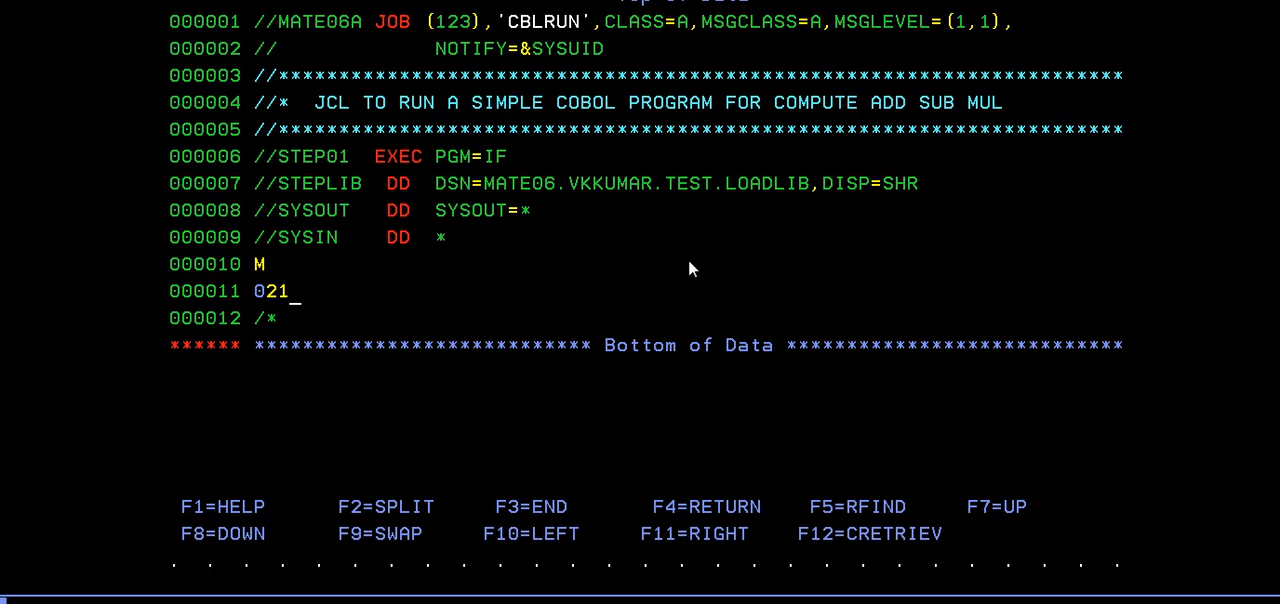 000001 //MATE06A JOB (123),'CBLRUN',CLASS=A,MSGCLASS=A,MSGLEVEL=(1,1),
000002 //             NOTIFY=&SYSUID
000003 //**********************************************************************
000004 //*  JCL TO RUN A SIMPLE COBOL PROGRAM FOR COMPUTE ADD SUB MUL
000005 //**********************************************************************
000006 //STEP01  EXEC PGM=IF
000007 //STEPLIB  DD  DSN=MATE06.VKKUMAR.TEST.LOADLIB,DISP=SHR
000008 //SYSOUT   DD  SYSOUT=*
000009 //SYSIN    DD  *
000010 M
000011 021_
000012 /*
****** **************************** Bottom of Data ****************************
F1=HELP      F2=SPLIT     F3=END       F4=RETURN    F5=RFIND     F7=UP
F8=DOWN      F9=SWAP     F10=LEFT     F11=RIGHT    F12=CRETRIEV
. . . . . . . . . . . . . . . . . . . . . . . . . . .